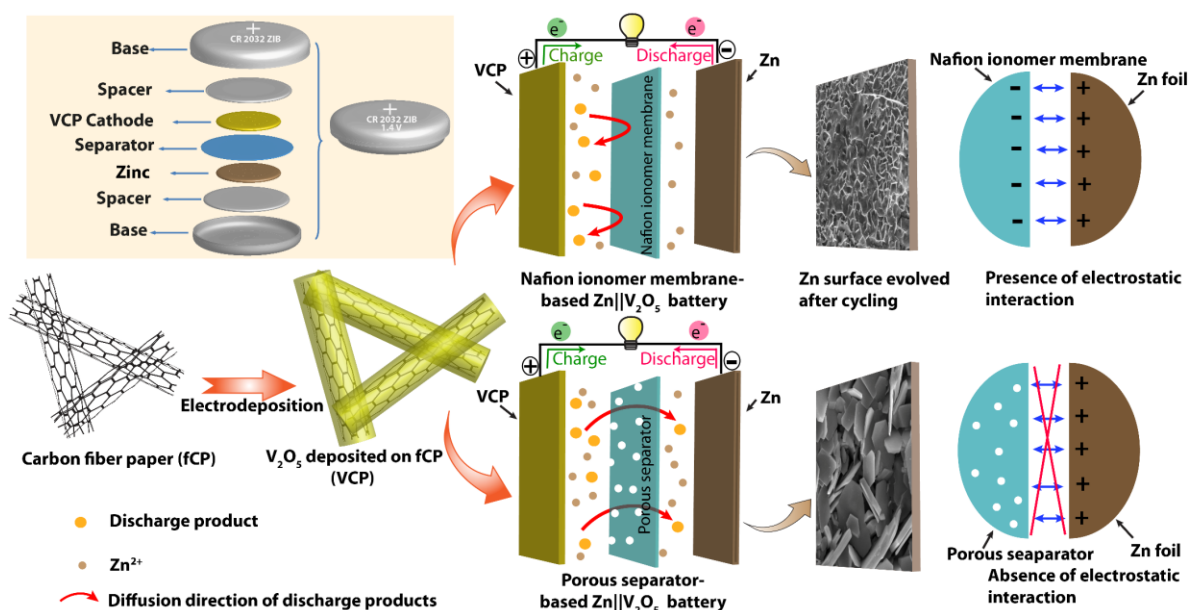 CR 2032 ZIB
Base
Spacer
VCP Cathode
Separator
Zinc
Spacer
Base
CR 2032 ZIB
1.4 V
Carbon fiber paper (fCP)
Electrodeposition
V₂O₅ deposited on fCP
(VCP)
Discharge product
Zn²⁺
Diffusion direction of discharge products
e⁻
e⁻
Charge
Discharge
+
-
VCP
Zn
Nafion ionomer membrane
Nafion ionomer membrane-
based Zn||V₂O₅ battery
Zn surface evolved
after cycling
Nafion ionomer membrane
Zn foil
- +
- +
- +
- +
- +
Presence of electrostatic
interaction
e⁻
e⁻
Charge
Discharge
+
-
VCP
Zn
Porous separator
Porous separator-
based Zn||V₂O₅ battery
+
+
+
+
+
Porous seaparator
Zn foil
Absence of electrostatic
interaction